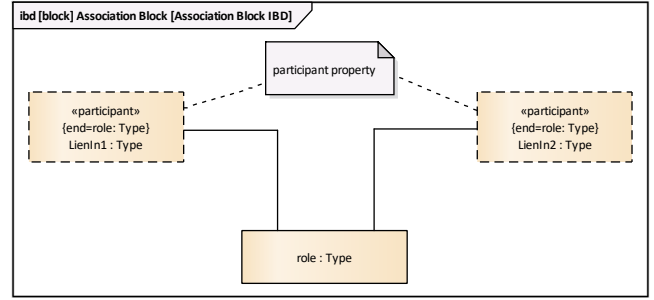 ibd [block] Association Block [Association Block IBD]
participant property
«participant»
{end=role: Type}
LienIn1 : Type
«participant»
{end=role: Type}
LienIn2 : Type
role : Type